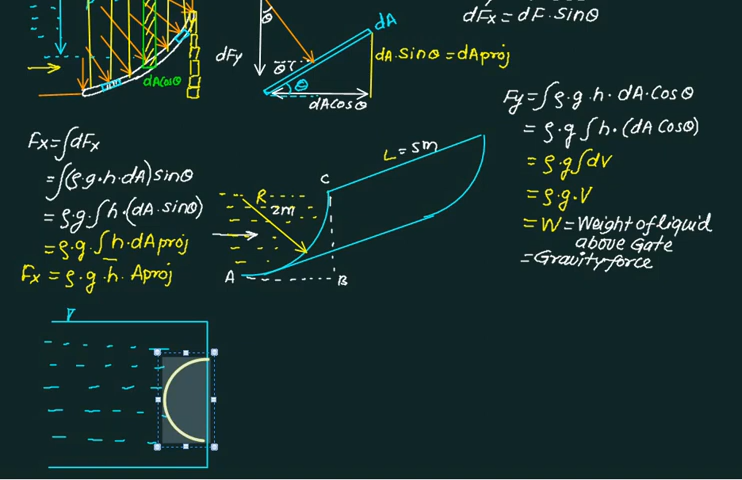 dFx = dF. Sinθ
θ
dA
dFy
dA. Sinθ = dAproj
θ
θ
dAcosθ
dAcosθ
Fy = ∫ρ.g.h. dA.Cosθ
= ρ.g ∫h.(dA Cosθ)
= ρ.g ∫dV
= ρ.g.V
= W = Weight of liquid
above Gate
= Gravity force
Fx = ∫dFx
= ∫(ρ.g.h.dA) sinθ
= ρ.g ∫h.(dA. sinθ)
= ρ.g. ∫h. dAproj
Fx = ρ.g. h̄. Aproj
L = 5m
C
R
2m
A
B